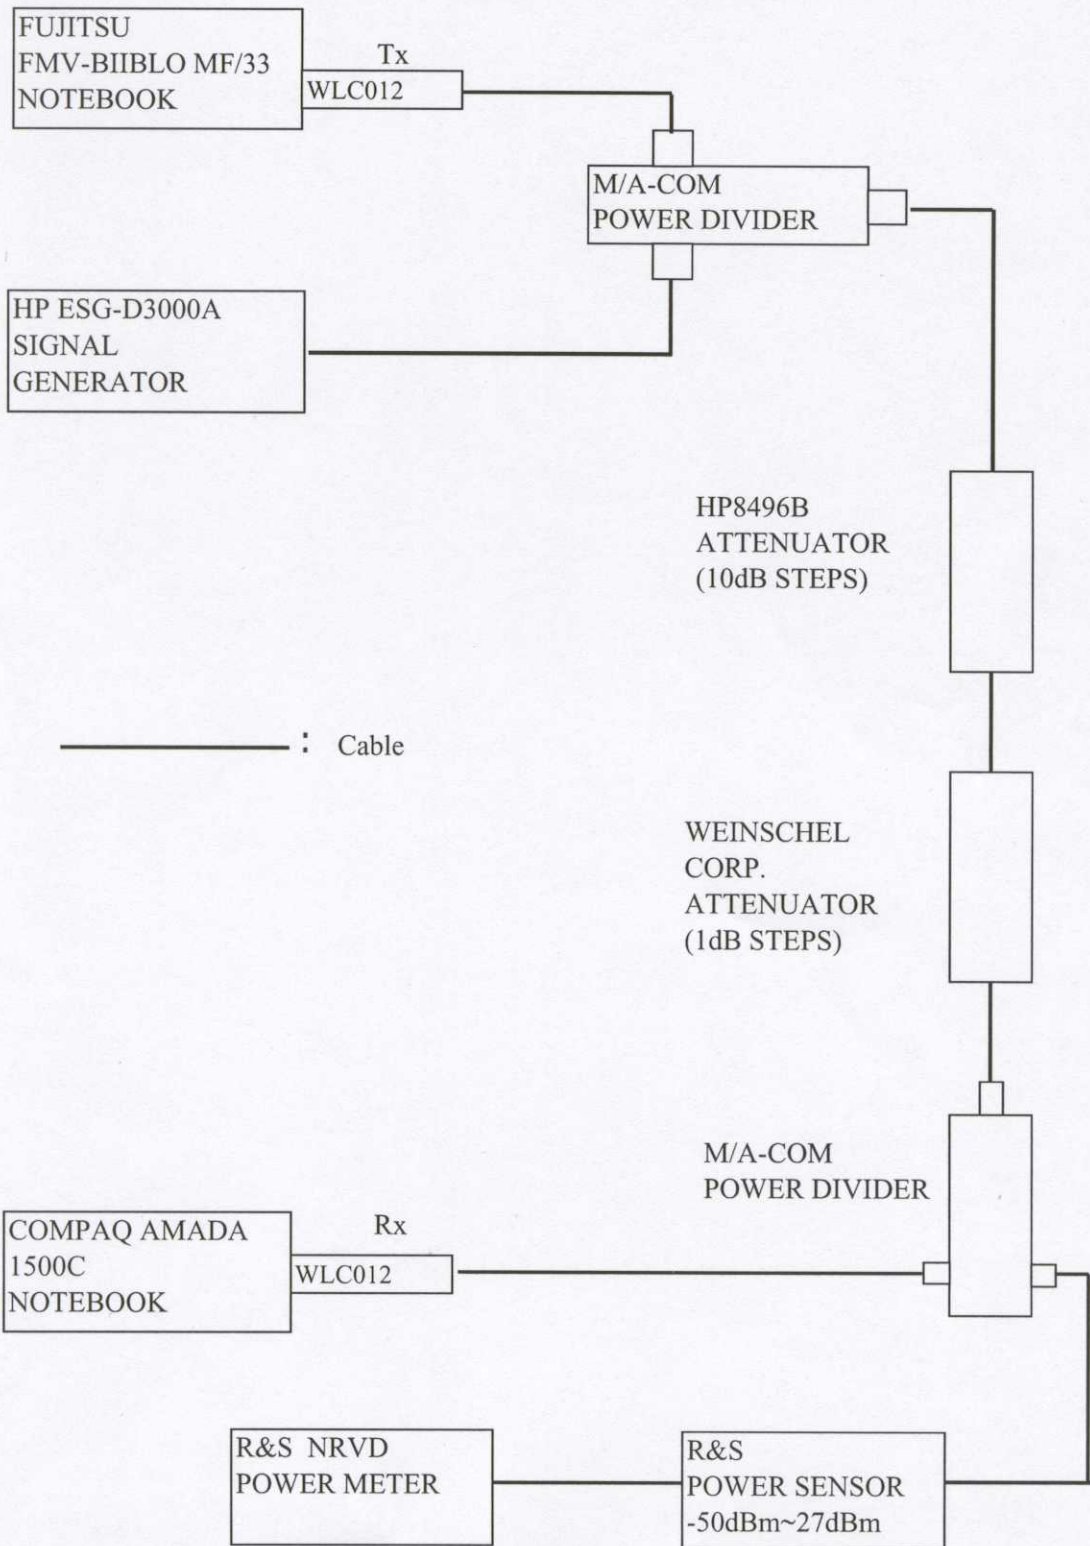 FUJITSU
FMV-BIIBLO MF/33
NOTEBOOK
Tx
WLC012
M/A-COM
POWER DIVIDER
HP ESG-D3000A
SIGNAL
GENERATOR
HP8496B
ATTENUATOR
(10dB STEPS)
: Cable
WEINSCHEL
CORP.
ATTENUATOR
(1dB STEPS)
M/A-COM
POWER DIVIDER
COMPAQ AMADA
1500C
NOTEBOOK
Rx
WLC012
R&S NRVD
POWER METER
R&S
POWER SENSOR
-50dBm~27dBm